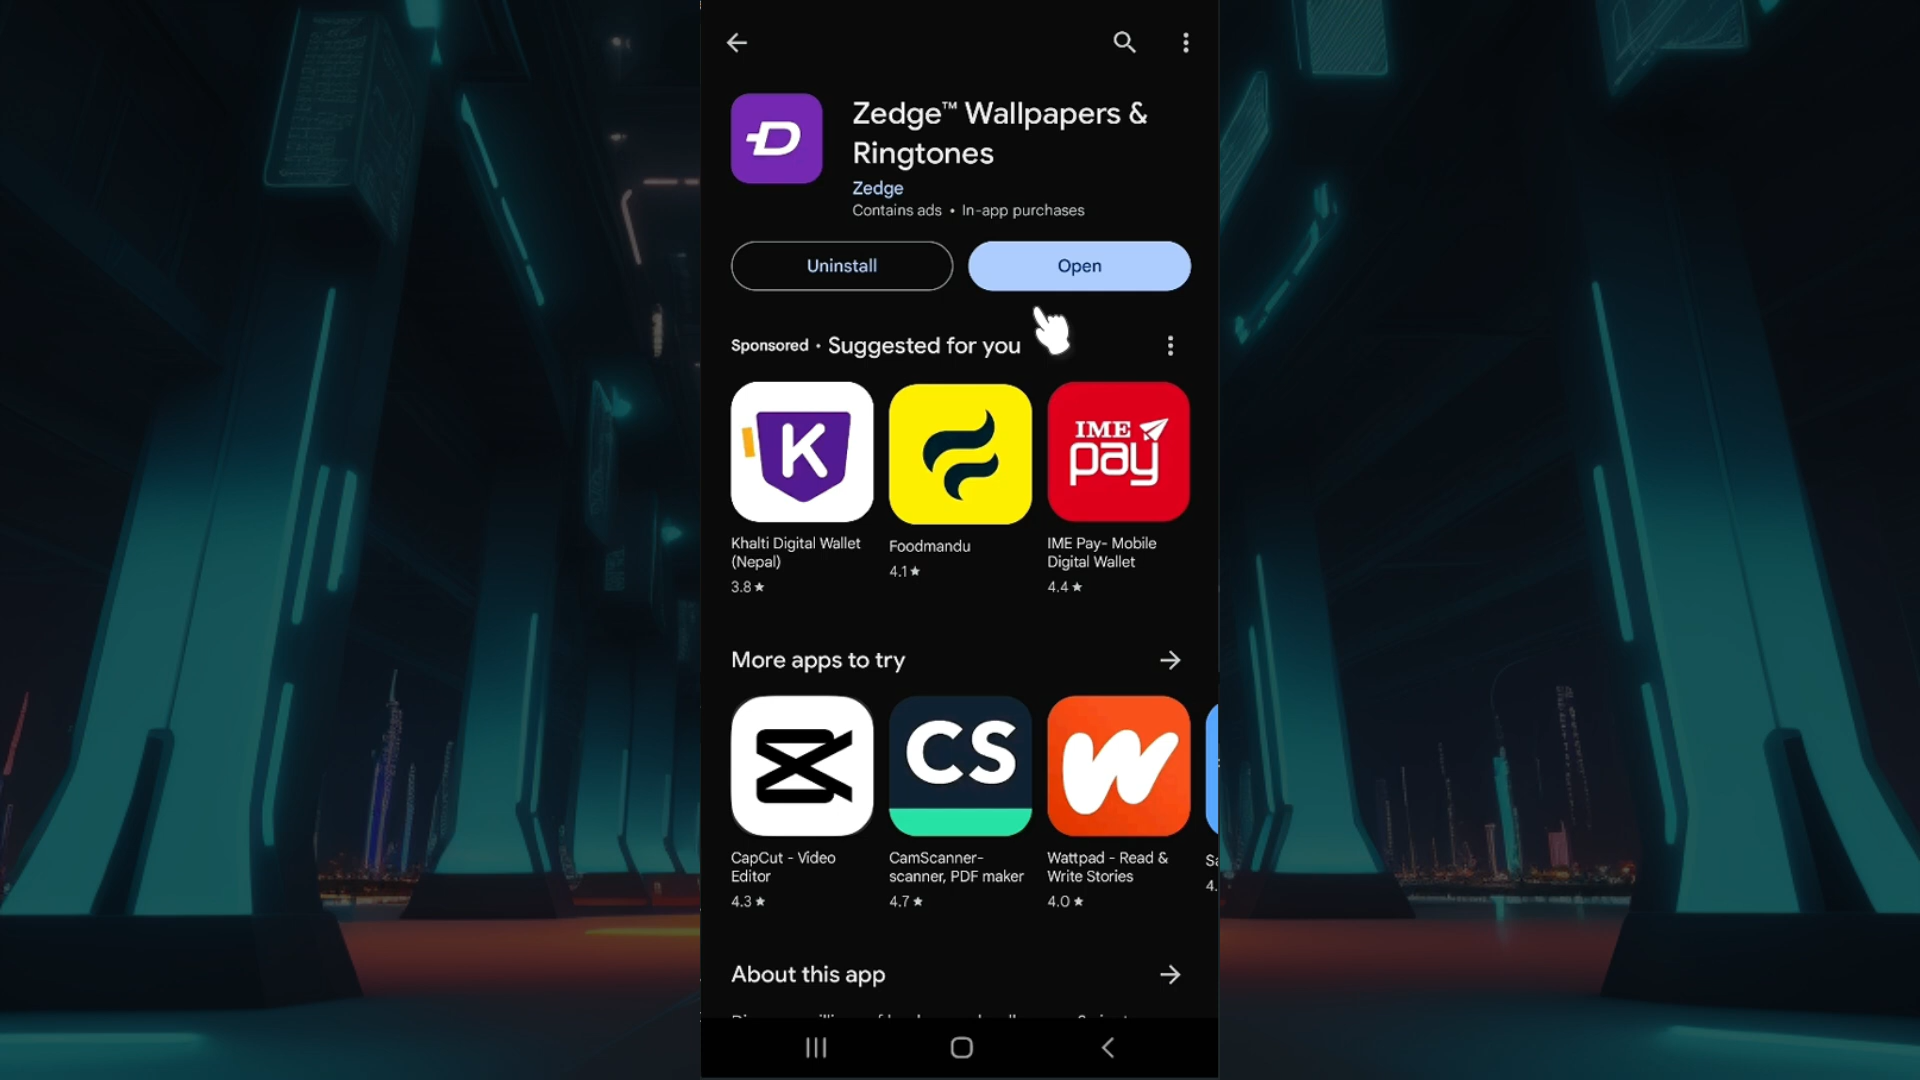 Zedge™ Wallpapers &
Ringtones
Zedge
Contains ads • In-app purchases
Uninstall
Open
Sponsored • Suggested for you
K
IME
pay
Khalti Digital Wallet
(Nepal)
3.8★
Foodmandu
4.1★
IME Pay- Mobile
Digital Wallet
4.4★
More apps to try
CS
CapCut - Video
Editor
4.3★
CamScanner-
scanner, PDF maker
4.7★
Wattpad - Read &
Write Stories
4.0★
Sa
4.
About this app